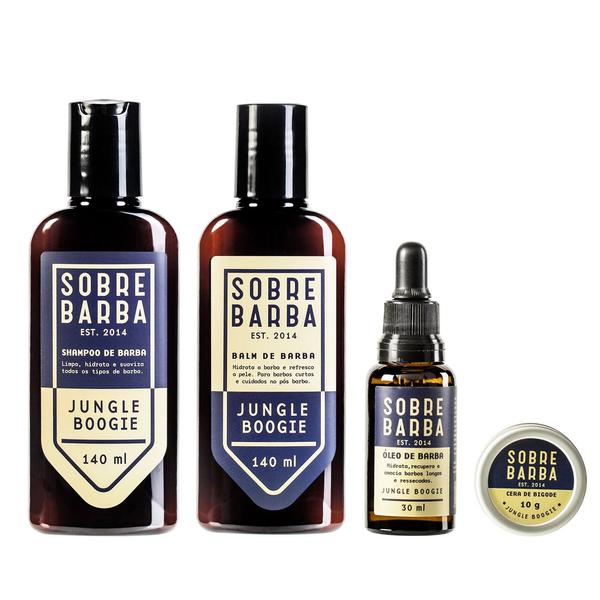 SOBRE
BARBA
EST. 2014
SHAMPOO DE BARBA
Limpa, hidrata e suaviza
todos os tipos de barba.
JUNGLE
BOOGIE
140 ml
SOBRE
BARBA
EST. 2014
BALM DE BARBA
Hidrata a barba e refresca
a pele. Para barbas curtas
e cuidados no pós barba.
JUNGLE
BOOGIE
140 ml
SOBRE
BARBA
EST. 2014
ÓLEO DE BARBA
Hidrata, recupera e
amacia barbas longas
e ressecadas.
JUNGLE BOOGIE
30 ml
SOBRE
BARBA
EST. 2014
CERA DE BIGODE
10 g
JUNGLE BOOGIE